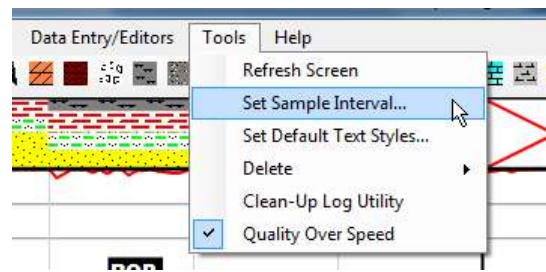 Data Entry/Editors Tools Help
Refresh Screen
Set Sample Interval...
Set Default Text Styles...
Delete
Clean-Up Log Utility
Quality Over Speed